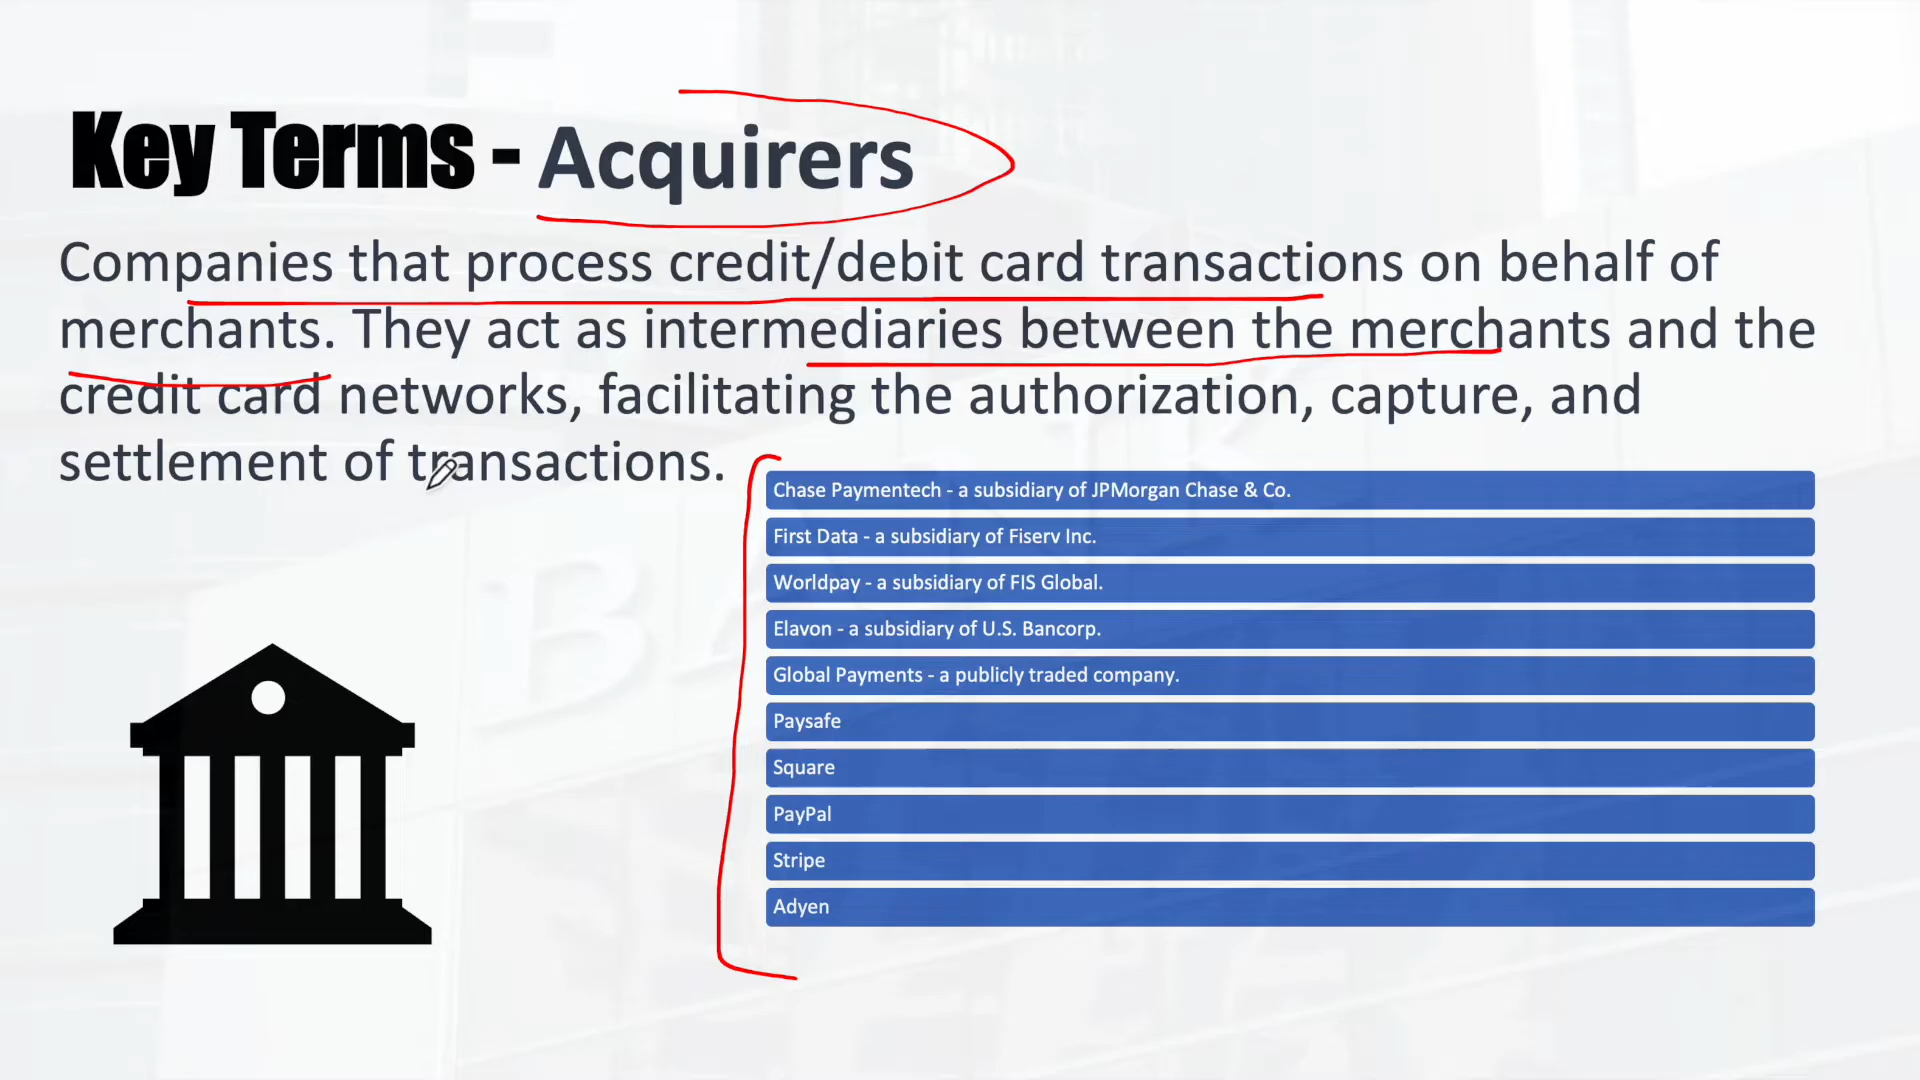 Key Terms - Acquirers
Companies that process credit/debit card transactions on behalf of
merchants. They act as intermediaries between the merchants and the
credit card networks, facilitating the authorization, capture, and
settlement of transactions.
Chase Paymentech - a subsidiary of JPMorgan Chase & Co.
First Data - a subsidiary of Fiserv Inc.
Worldpay - a subsidiary of FIS Global.
Elavon - a subsidiary of U.S. Bancorp.
Global Payments - a publicly traded company.
Paysafe
Square
PayPal
Stripe
Adyen
BANK